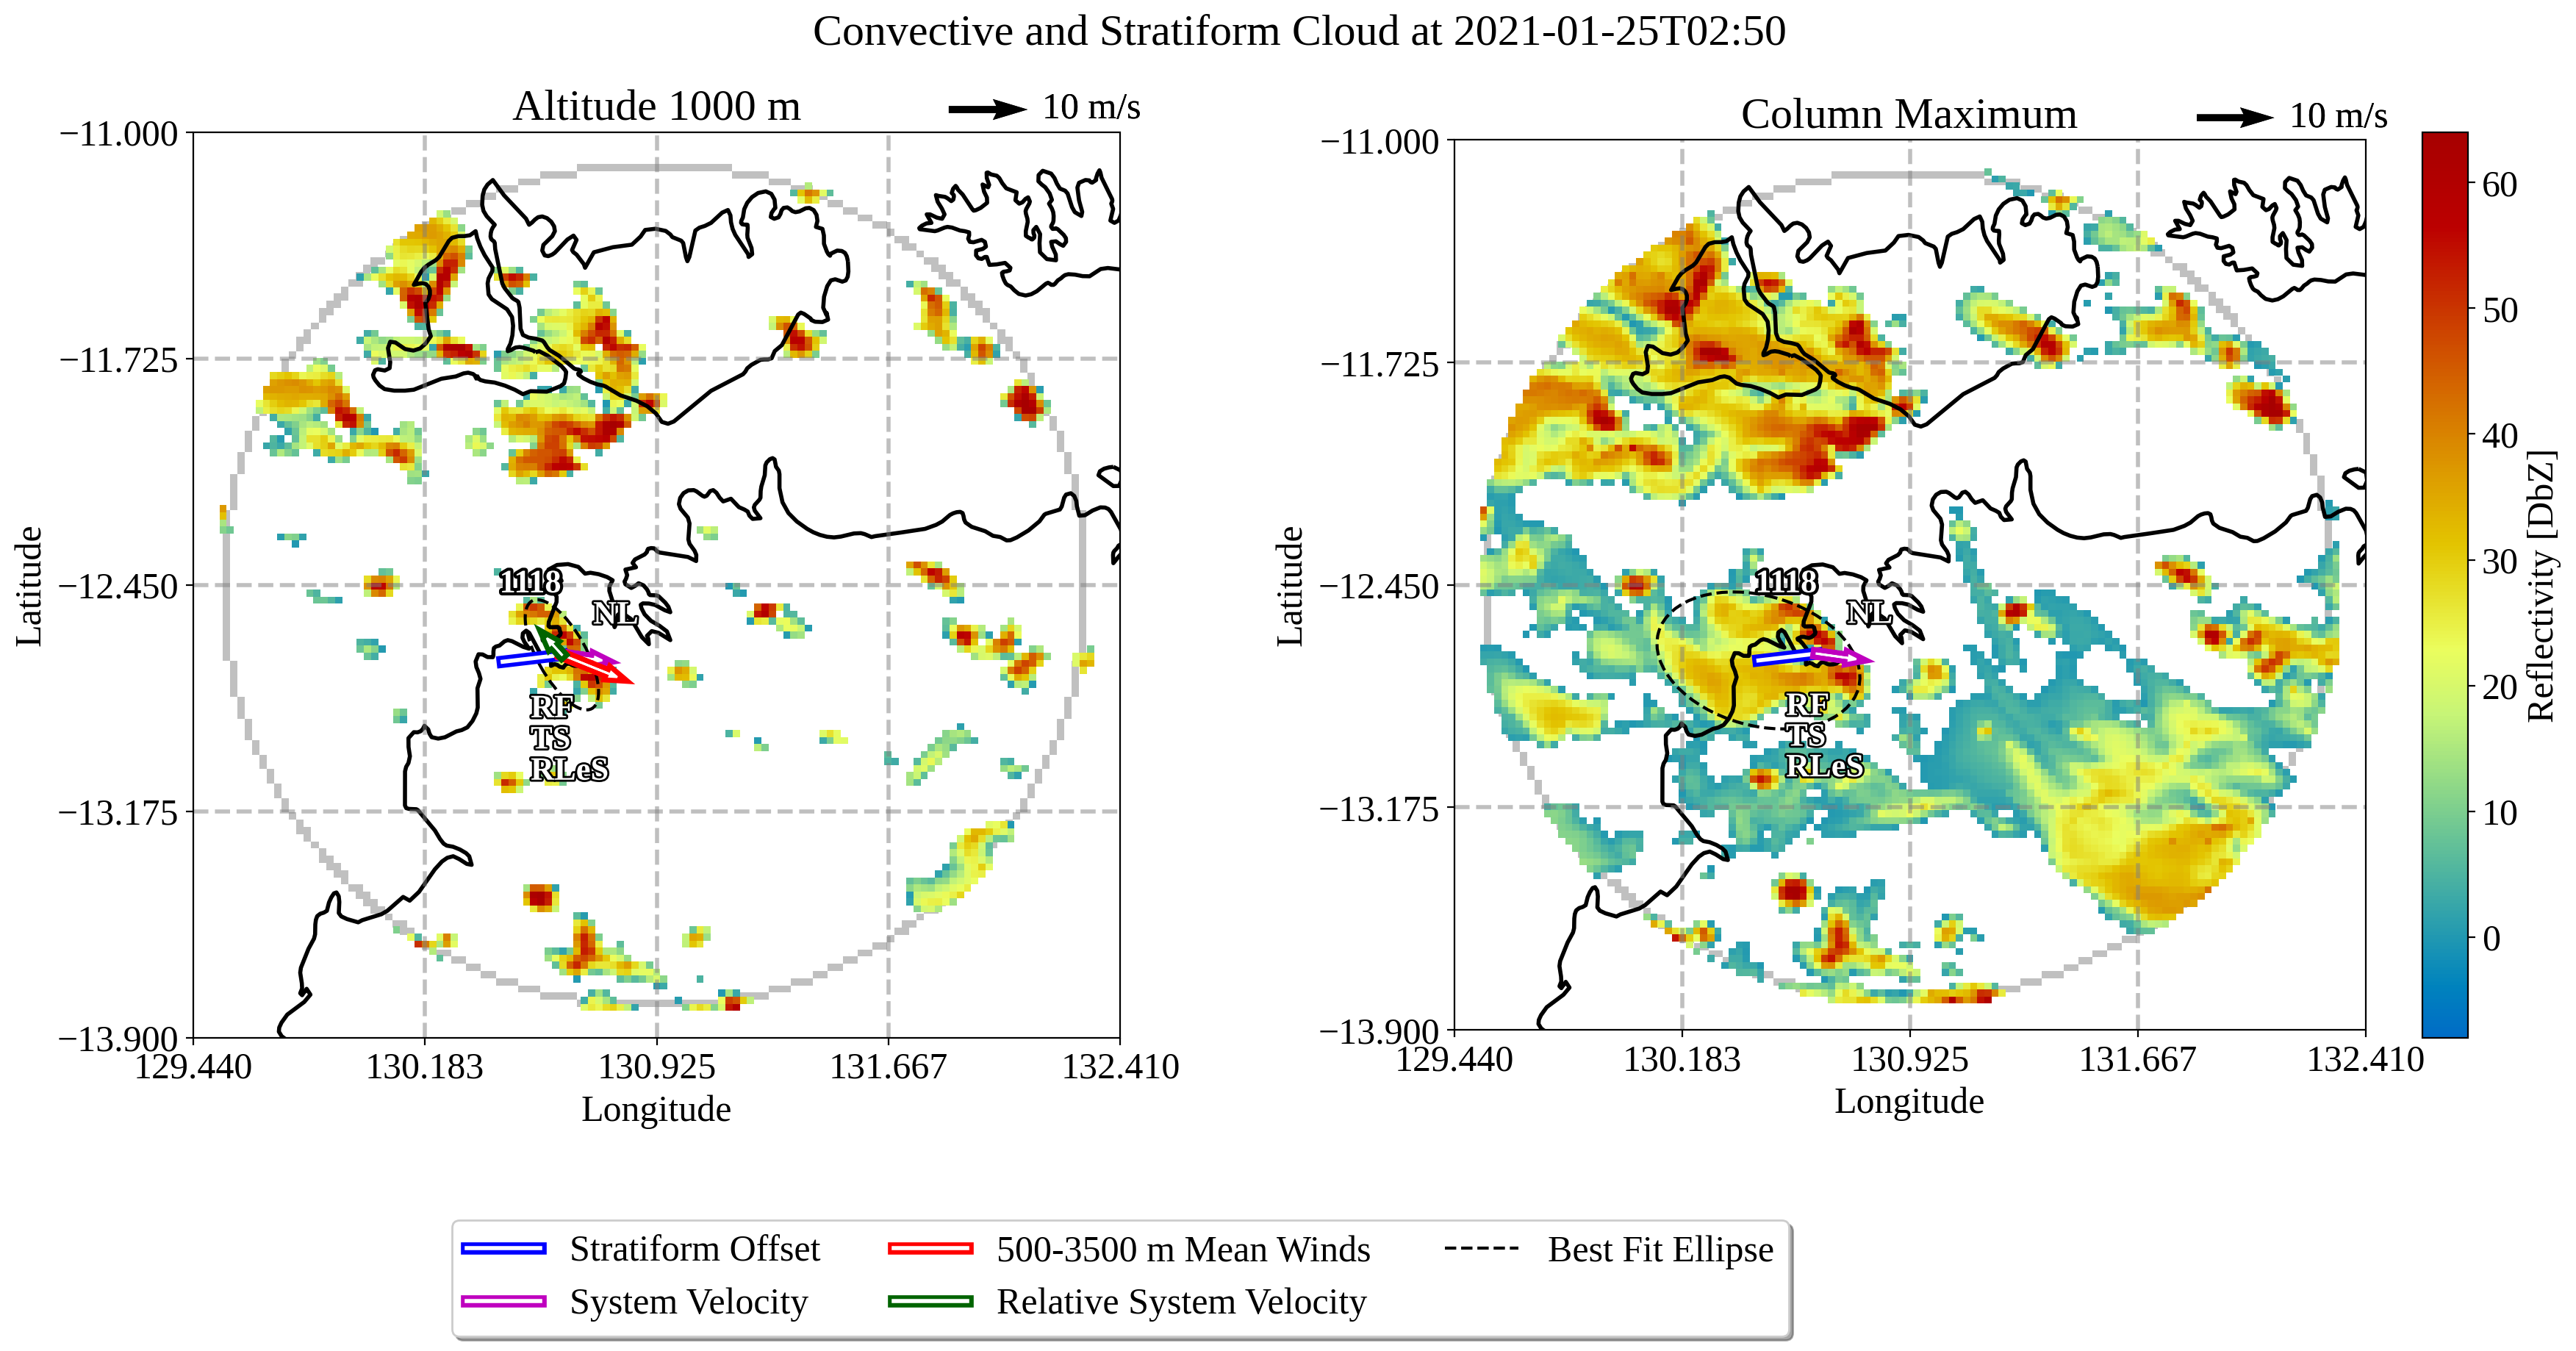 Convective and Stratiform Cloud at 2021-01-25T02:50
Altitude 1000 m
10 m/s
−11.000
−11.725
−12.450
−13.175
−13.900
Latitude
129.440
130.183
130.925
131.667
132.410
Longitude
1118
NL
RF
TS
RLeS
Column Maximum
10 m/s
−11.000
−11.725
−12.450
−13.175
−13.900
Latitude
129.440
130.183
130.925
131.667
132.410
Longitude
1118
NL
RF
TS
RLeS
60
50
40
30
20
10
0
Reflectivity [DbZ]
Stratiform Offset
System Velocity
500-3500 m Mean Winds
Relative System Velocity
Best Fit Ellipse